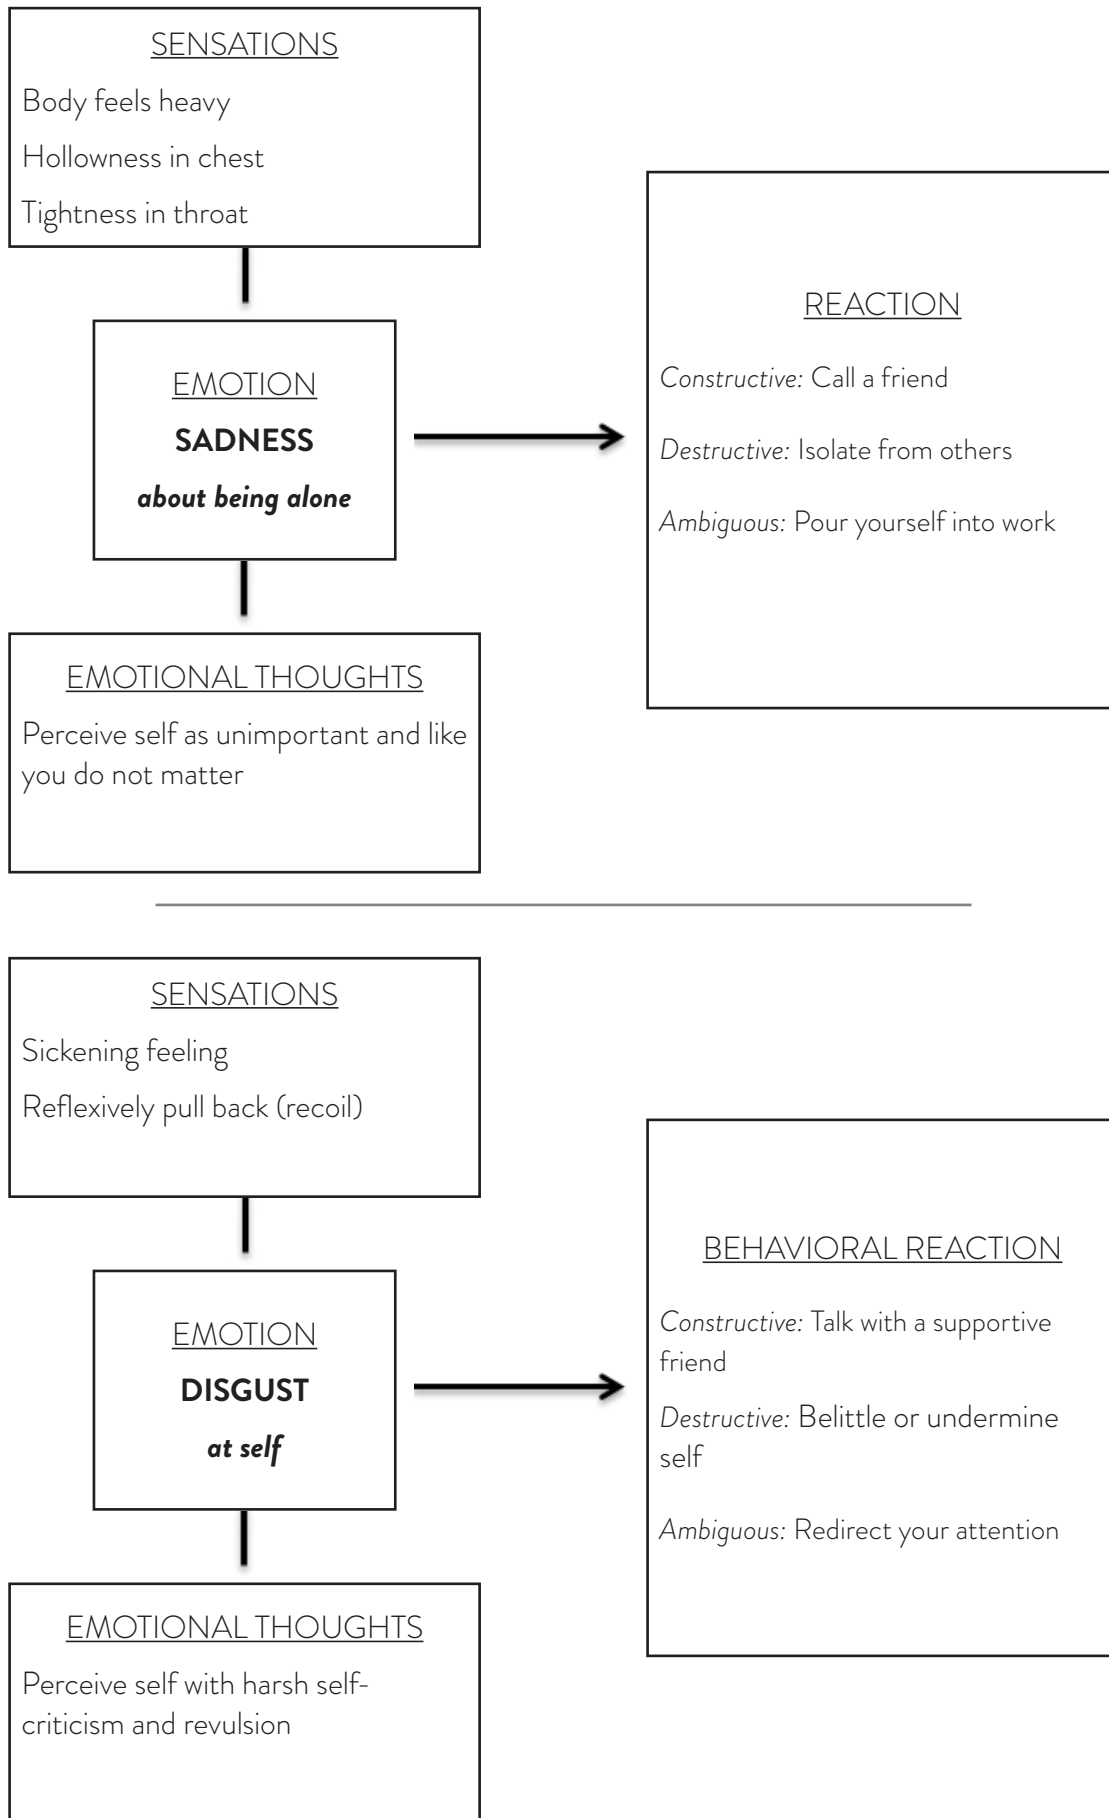 SENSATIONS
Body feels heavy
Hollowness in chest
Tightness in throat
EMOTION
SADNESS
about being alone
EMOTIONAL THOUGHTS
Perceive self as unimportant and like
you do not matter
REACTION
Constructive: Call a friend
Destructive: Isolate from others
Ambiguous: Pour yourself into work
SENSATIONS
Sickening feeling
Reflexively pull back (recoil)
EMOTION
DISGUST
at self
EMOTIONAL THOUGHTS
Perceive self with harsh self-
criticism and revulsion
BEHAVIORAL REACTION
Constructive: Talk with a supportive
friend
Destructive: Belittle or undermine
self
Ambiguous: Redirect your attention